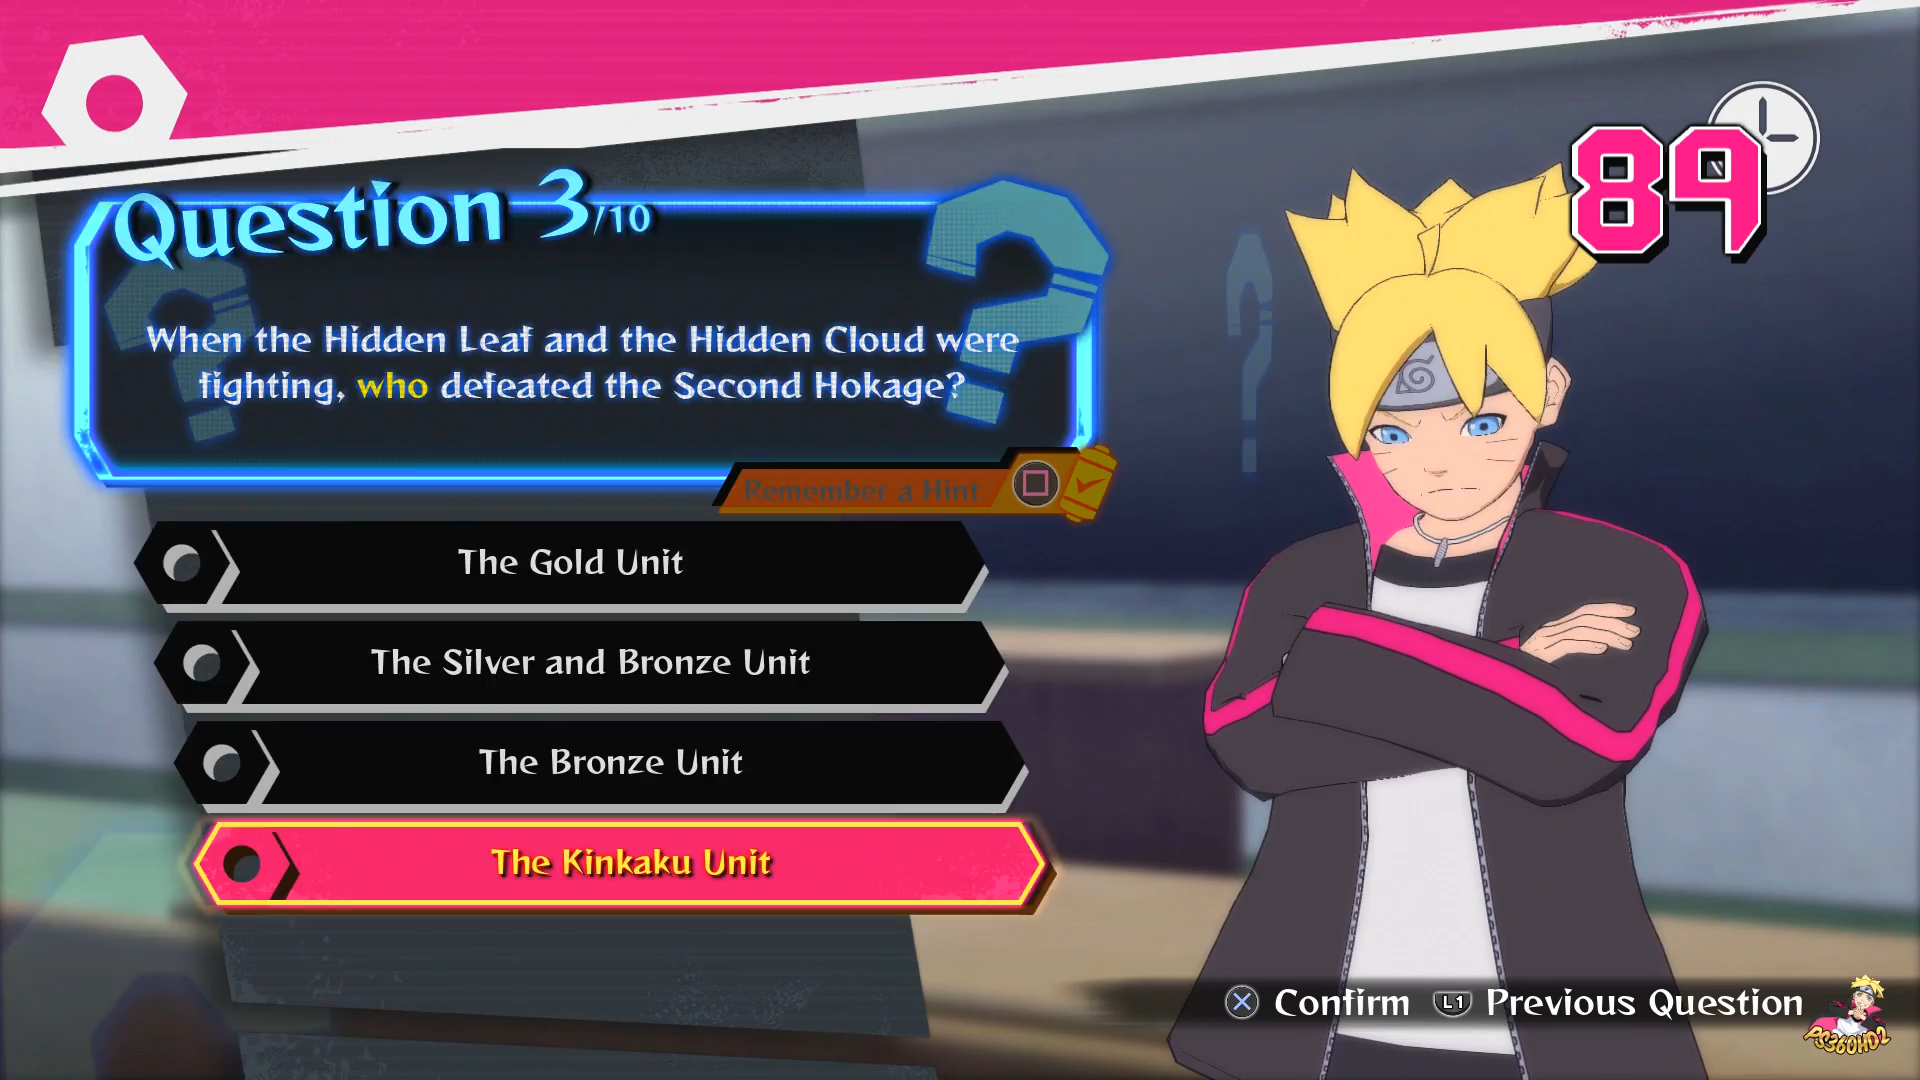 89
Question 3/10
When the Hidden Leaf and the Hidden Cloud were
fighting, who defeated the Second Hokage?
Remember a Hint
The Gold Unit
The Silver and Bronze Unit
The Bronze Unit
The Kinkaku Unit
Confirm L1 Previous Question
PS360HD2